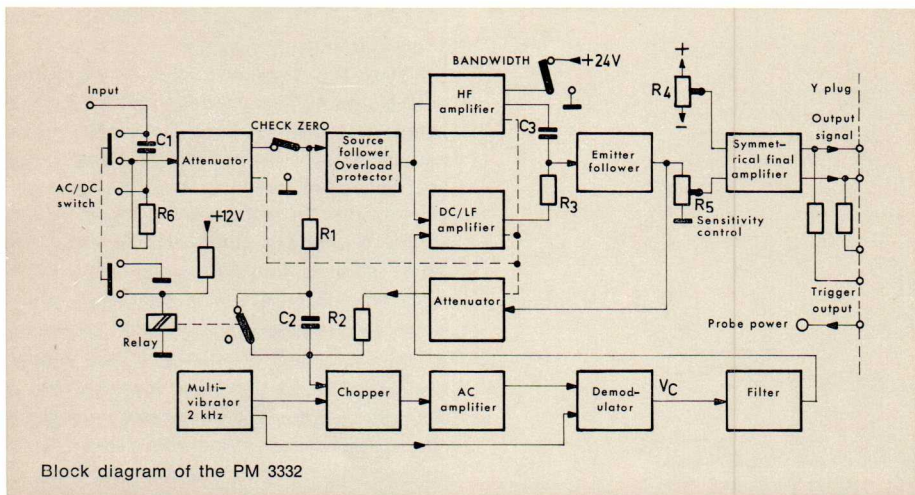 BANDWIDTH
+24V
+
R4
-
Y plug
Input
HF
amplifier
C1
CHECK ZERO
C3
Output
signal
AC/DC
switch
Attenuator
Source
follower
Overload
protector
Emitter
follower
Symmet-
rical final
amplifier
R6
+12V
R1
DC/LF
amplifier
R3
R5
Sensitivity
control
Attenuator
Trigger
output
C2
R2
Relay
Probe power
Multi-
vibrator
2 kHz
Chopper
AC
amplifier
Demod-
ulator
VC
Filter
Block diagram of the PM 3332